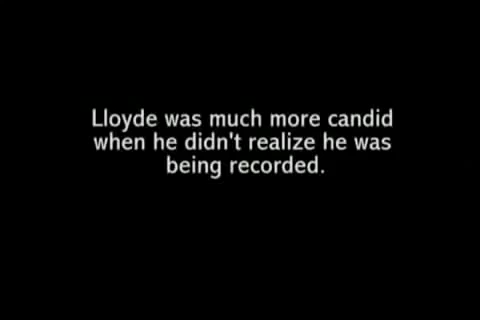 Lloyde was much more candid
when he didn't realize he was
being recorded.